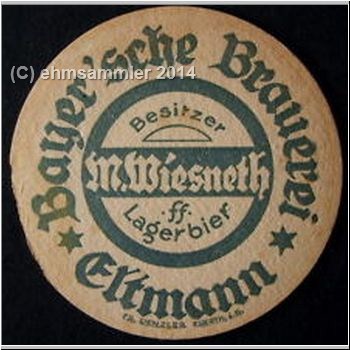 (C) ehmsammler 2014
Bayer'sche Brauerei
Besitzer
M. Wiesneth
ff.
Lagerbier
Eltmann